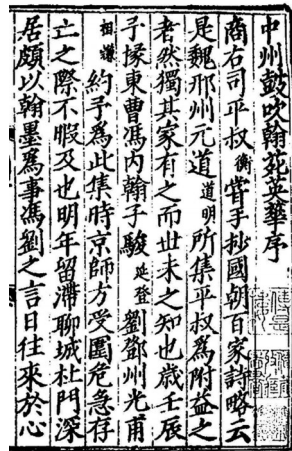 中州鼓吹翰苑英華序
商右司平叔衡嘗手抄國朝百家詩略云
是魏邢州元道道明所集平叔爲附益之
者然獨其家有之而世未之知也歳壬辰
予掾東曹馮内翰子駿延登劉鄧州光甫
祖謙約予爲此集時京師方受圍危急存
亡之際不暇及也明年留滯聊城杜門深
居頗以翰墨爲事馮劉之言日往來於心